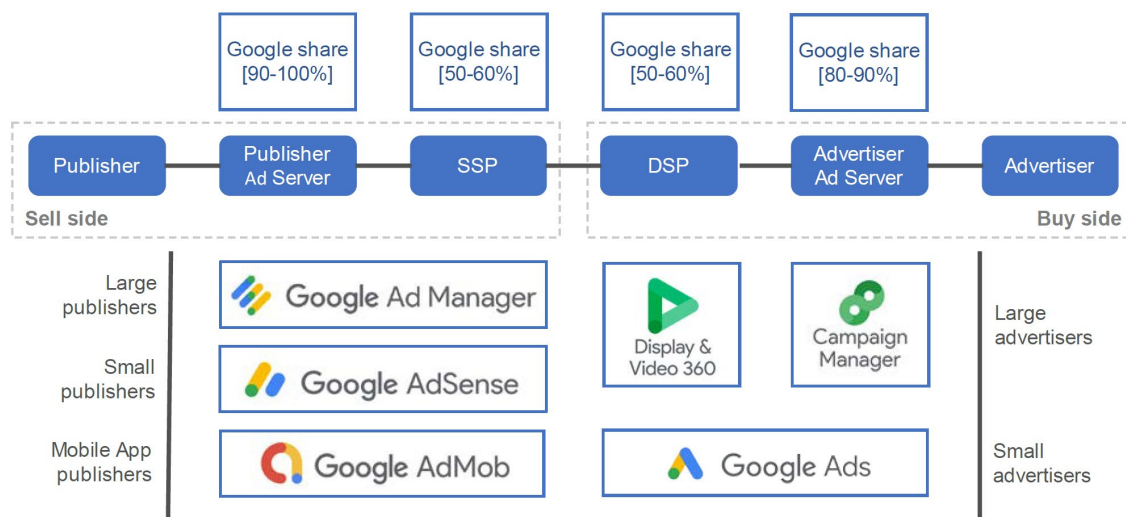 Google share
[90-100%]
Google share
[50-60%]
Google share
[50-60%]
Google share
[80-90%]
Publisher
Publisher
Ad Server
SSP
DSP
Advertiser
Ad Server
Advertiser
Sell side
Buy side
Large
publishers
Google Ad Manager
Display &
Video 360
Campaign
Manager
Large
advertisers
Small
publishers
Google AdSense
Mobile App
publishers
Google AdMob
Google Ads
Small
advertisers